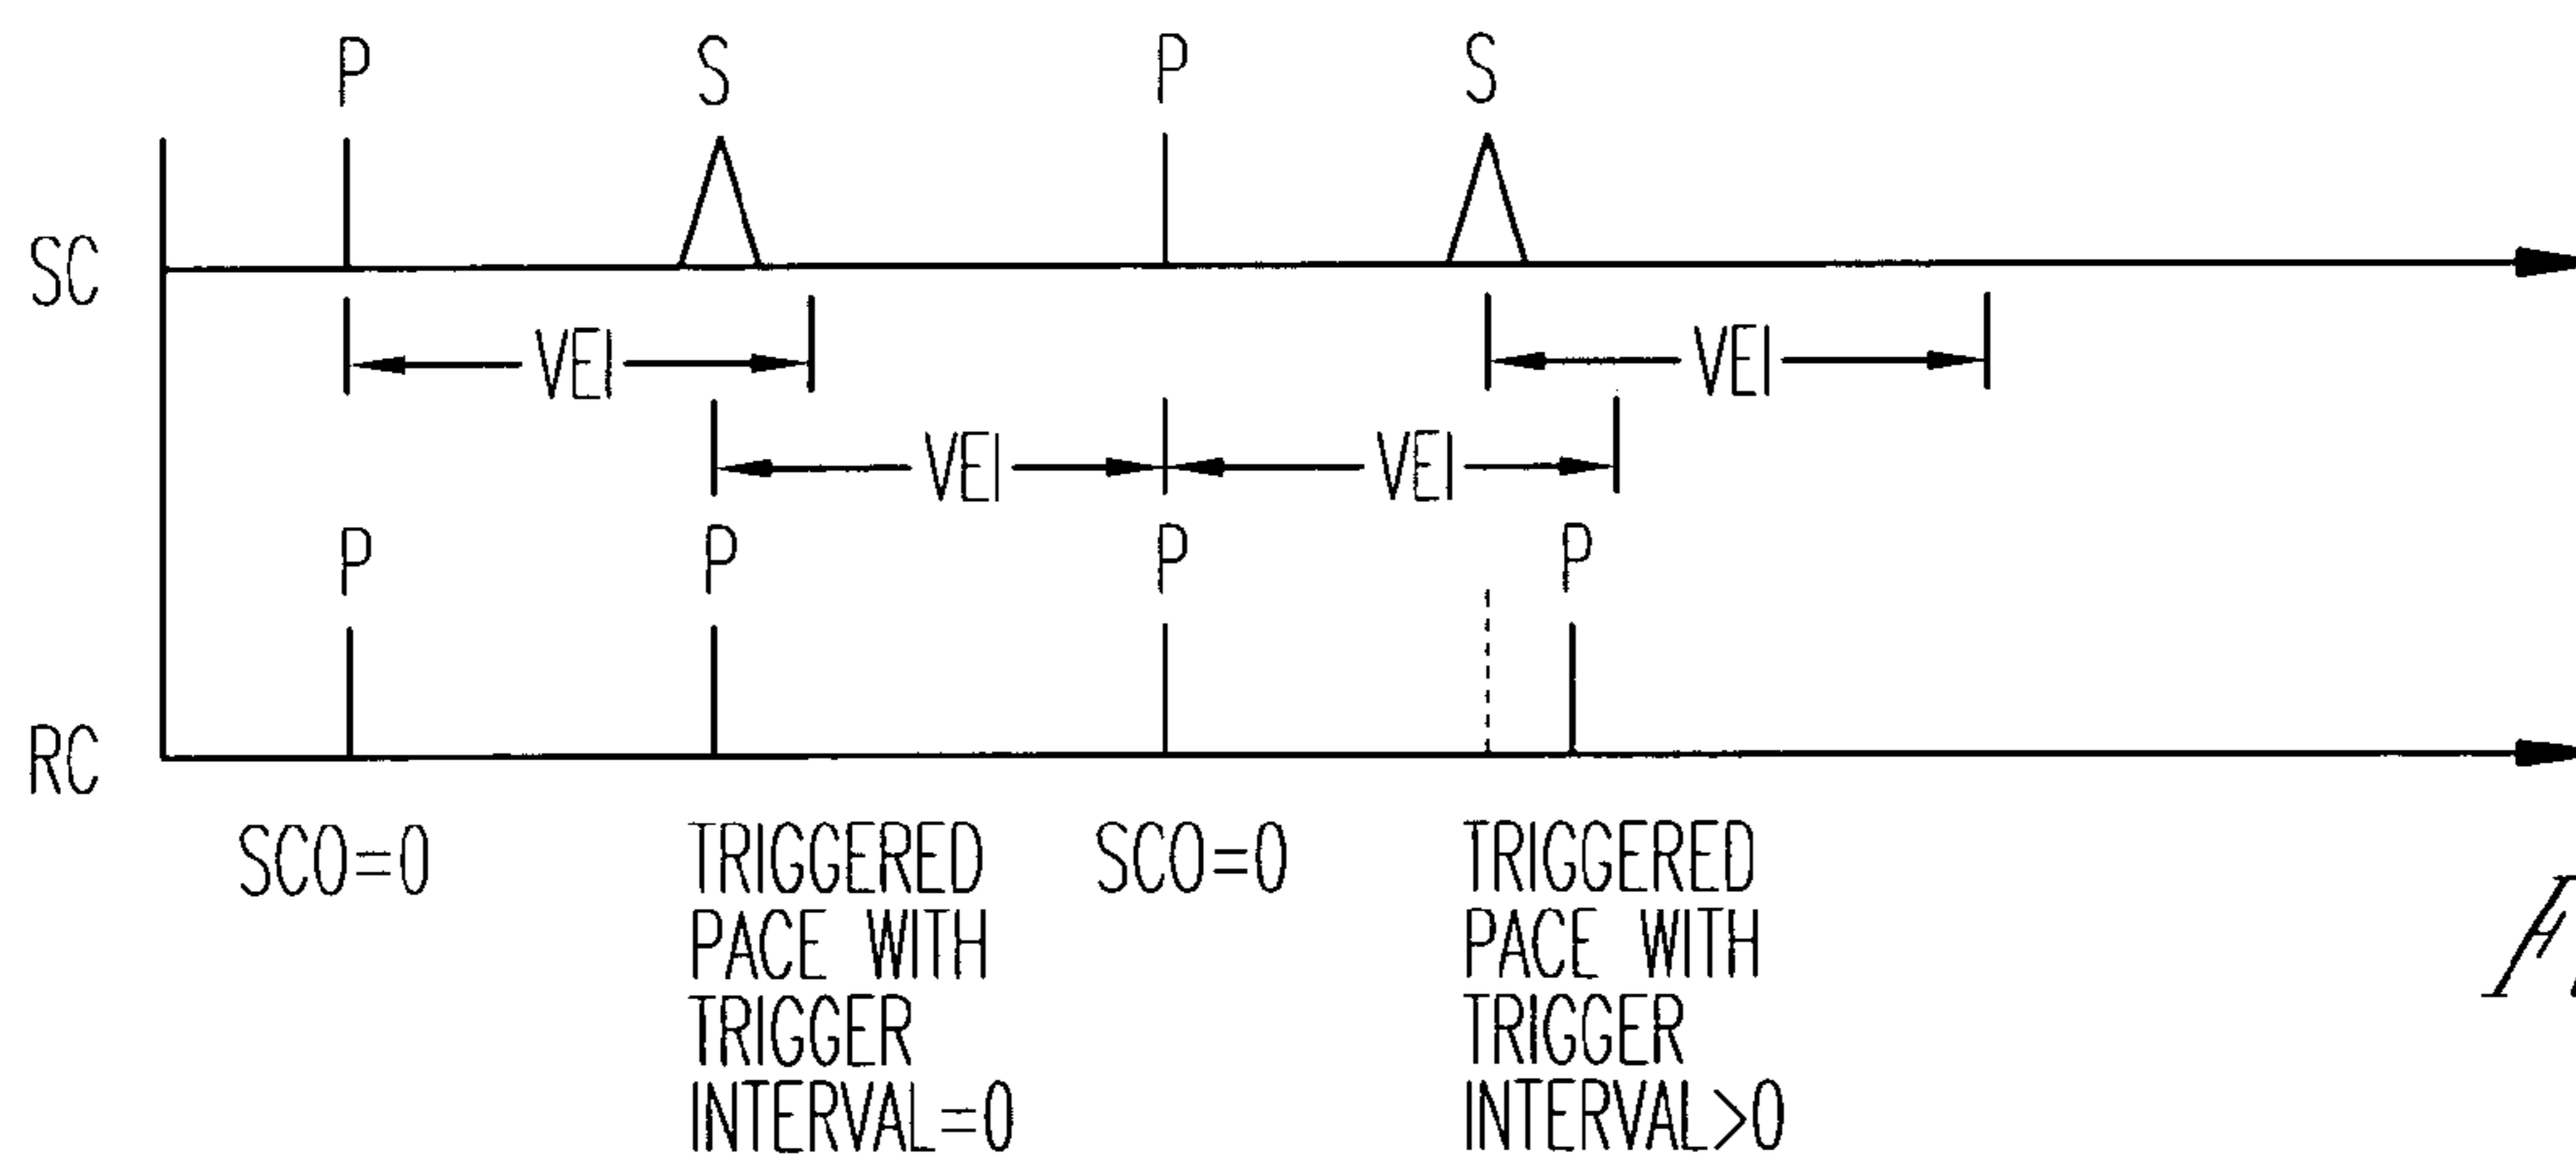 P S P S
SC
VEI VEI
VEI VEI
P P P P
RC
SCO=0 TRIGGERED SCO=0 TRIGGERED
PACE WITH PACE WITH
TRIGGER TRIGGER
INTERVAL=0 INTERVAL>0